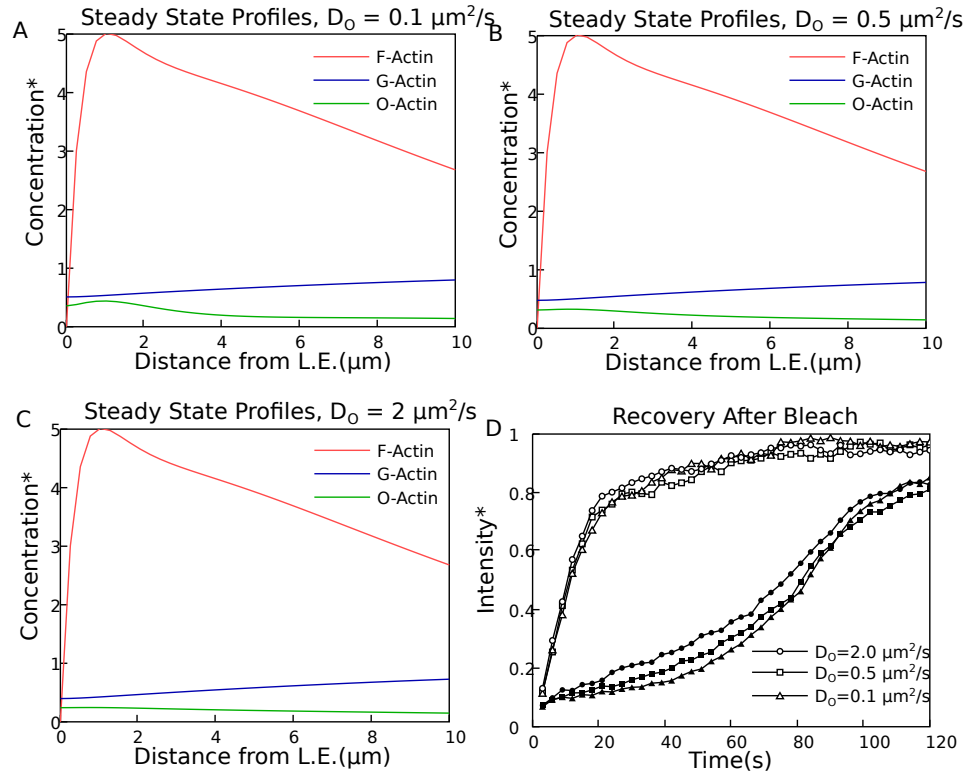 A
Steady State Profiles, D_O = 0.1 μm²/s
Concentration*
5
4
3
2
1
0
F-Actin
G-Actin
O-Actin
0 2 4 6 8 10
Distance from L.E.(μm)
B
Steady State Profiles, D_O = 0.5 μm²/s
Concentration*
5
4
3
2
1
0
F-Actin
G-Actin
O-Actin
0 2 4 6 8 10
Distance from L.E.(μm)
C
Steady State Profiles, D_O = 2 μm²/s
Concentration*
5
4
3
2
1
0
F-Actin
G-Actin
O-Actin
0 2 4 6 8 10
Distance from L.E.(μm)
D
Recovery After Bleach
Intensity*
1
0.8
0.6
0.4
0.2
0
D_O=2.0 μm²/s
D_O=0.5 μm²/s
D_O=0.1 μm²/s
0 20 40 60 80 100 120
Time(s)